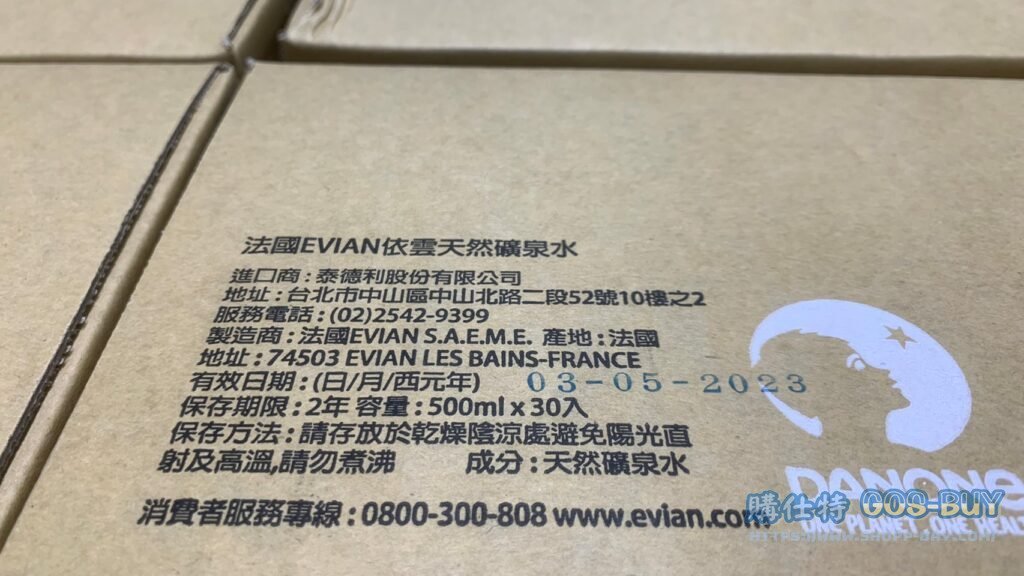 法國EVIAN依雲天然礦泉水
進口商:泰德利股份有限公司
地址:台北市中山區中山北路二段52號10樓之2
服務電話:(02)2542-9399
製造商:法國EVIAN S.A.E.M.E. 產地:法國
地址:74503 EVIAN LES BAINS-FRANCE
有效日期:(日/月/西元年) 03-05-2023
保存期限:2年 容量:500ml x 30入
保存方法:請存放於乾燥陰涼處避免陽光直
射及高溫,請勿煮沸 成分:天然礦泉水
消費者服務專線:0800-300-808 www.evian.com
DANONE
ONE PLANET. ONE HEALT
購仕特 GOS-BUY